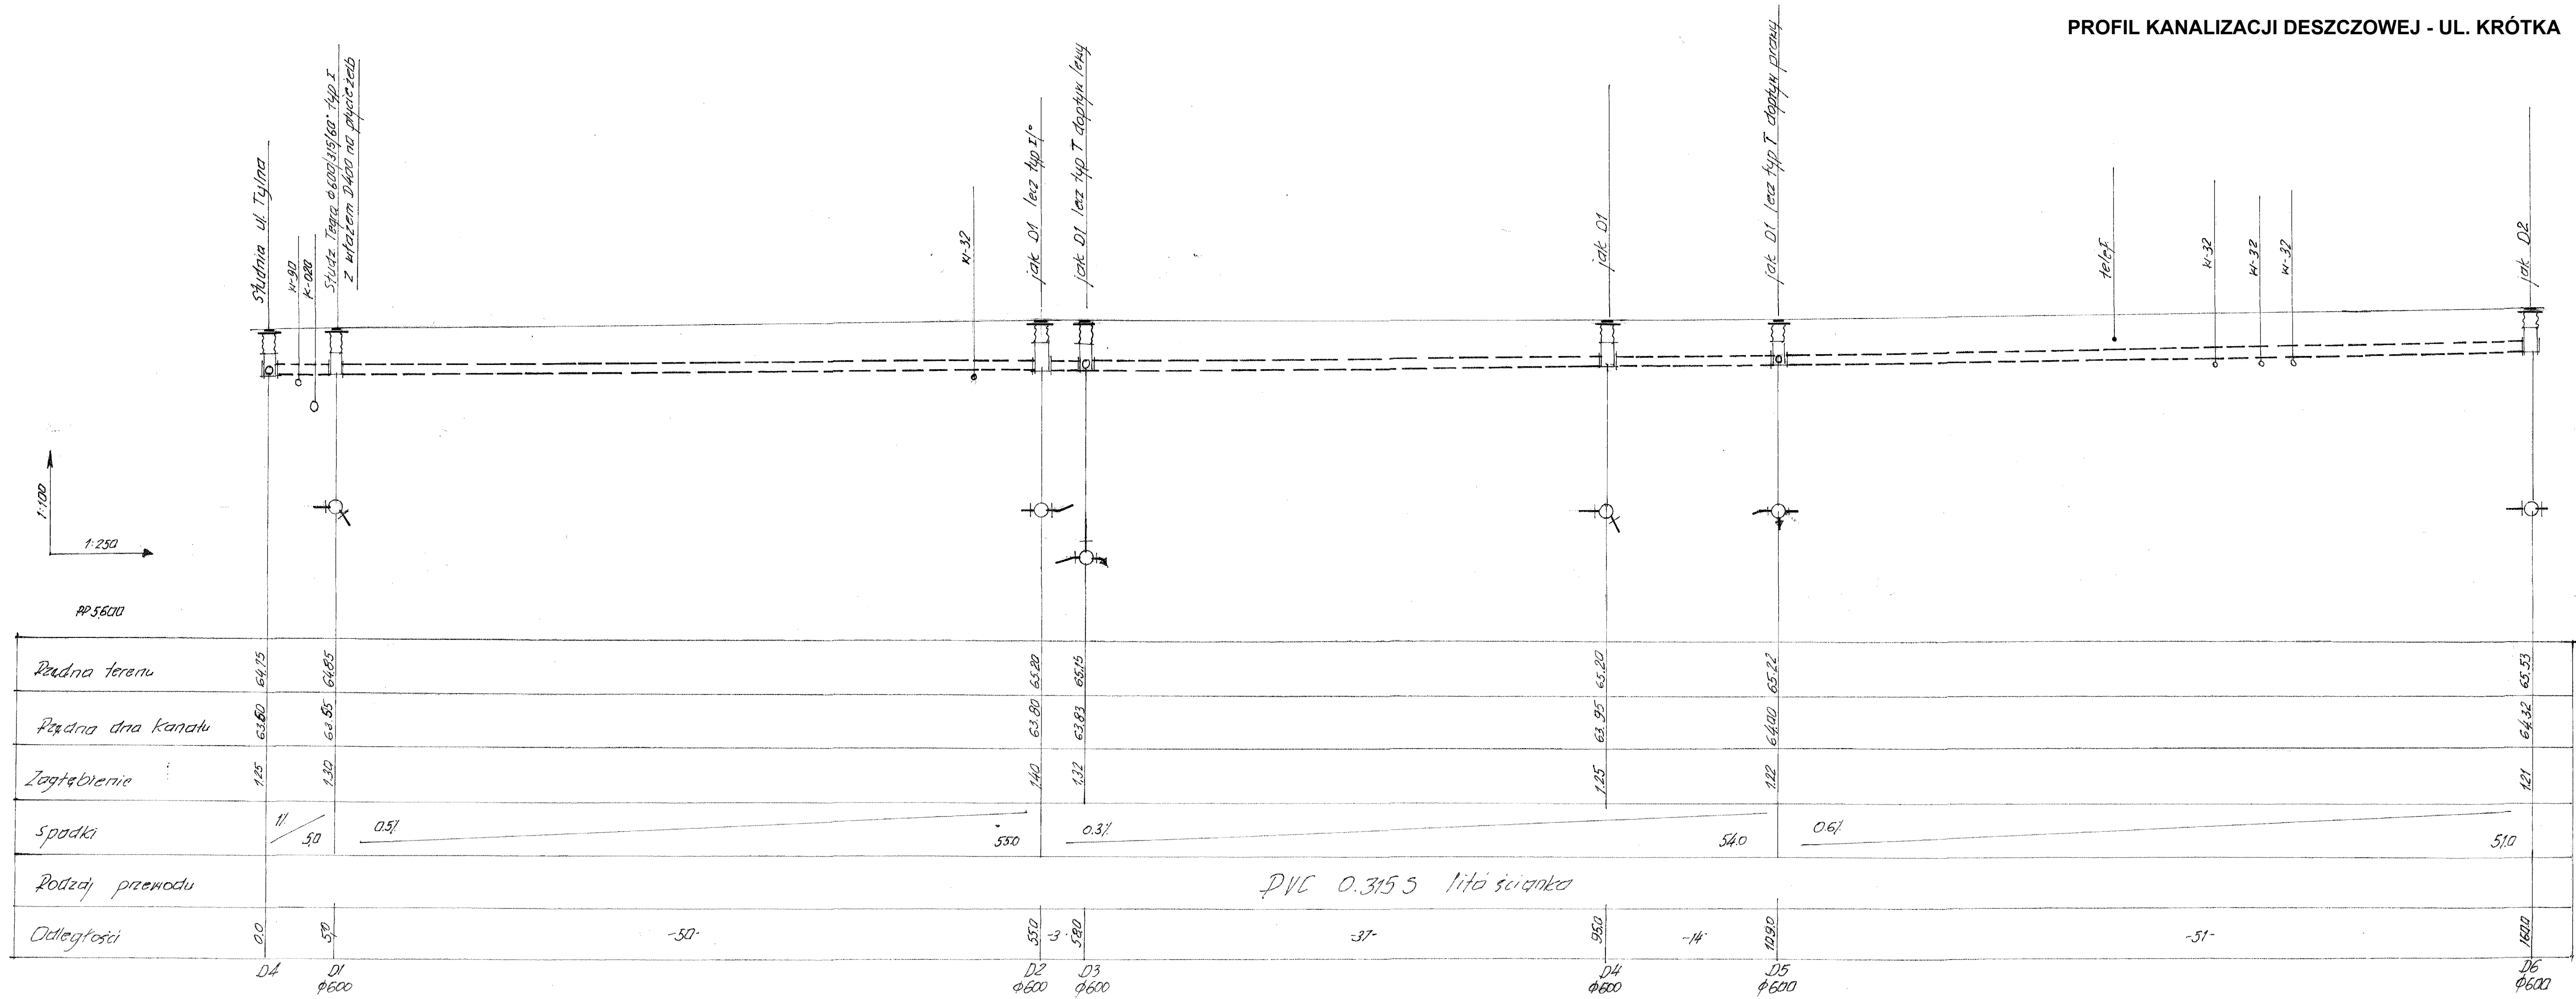 PROFIL KANALIZACJI DESZCZOWEJ - UL. KRÓTKA
Studnia ul. Tylna
w-90
k-020
Studz. Tegra φ600/315/60° typ I
z włazem D400 na płycie żelb
w-32
jak D1 lecz typ I/°
jak D1 lecz typ T dopływ lewy
jak D1
jak D1 lecz typ T dopływ prawy
telef.
w-32
w-32
w-32
jak D2
1:100
1:250
PP 56.00
Rzędna terenu 64.75 64.85 65.20 65.15 65.20 65.22 65.53
Rzędna dna kanału 63.50 63.55 63.80 63.83 63.95 64.00 64.32
Zagłębienie 1.25 1.30 1.40 1.32 1.25 1.22 1.21
Spadki 1% 5,0 0.5% 55.0 0.3% 54.0 0.6% 51.0
Rodzaj przewodu PVC 0.315 S lita ścianka
Odległości 0.0 5,0 -50- 55.0 -3- 58.0 -37- 95.0 -14- 109.0 -51- 160.0
D4 D1 D2 D3 D4 D5 D6
φ600 φ600 φ600 φ600 φ600 φ600